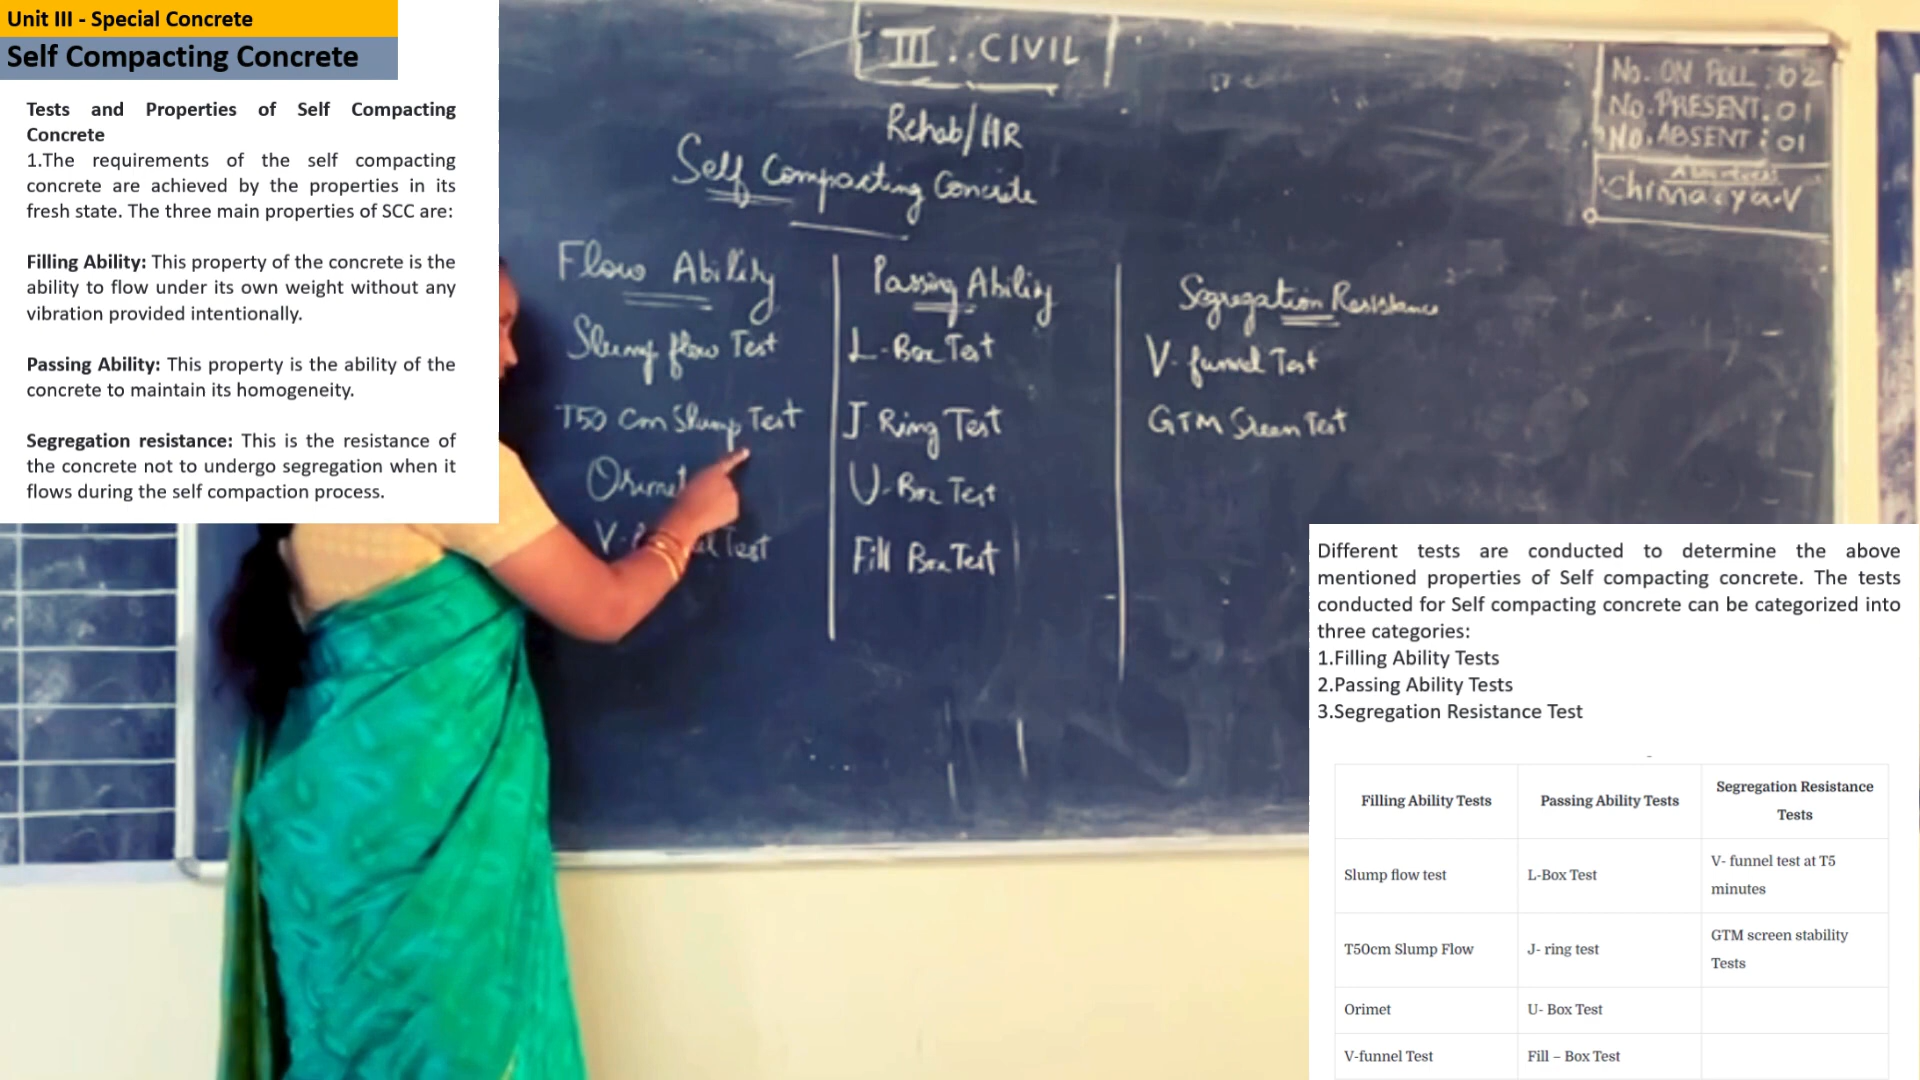 Unit III - Special Concrete
Self Compacting Concrete
Tests and Properties of Self Compacting
Concrete
1.The requirements of the self compacting
concrete are achieved by the properties in its
fresh state. The three main properties of SCC are:
Filling Ability: This property of the concrete is the
ability to flow under its own weight without any
vibration provided intentionally.
Passing Ability: This property is the ability of the
concrete to maintain its homogeneity.
Segregation resistance: This is the resistance of
the concrete not to undergo segregation when it
flows during the self compaction process.
III . CIVIL
Rehab/HR
Self Compacting Concrete
No. ON ROLL : 02
No. PRESENT. 01
No. ABSENT : 01
Flow Ability
Slump flow Test
T50 Cm Slump Test
Test
Passing Ability
L-Box Test
J-Ring Test
U-Box Test
Fill Box Test
Segregation Resistance
V-funnel Test
GTM Test
Different tests are conducted to determine the above
mentioned properties of Self compacting concrete. The tests
conducted for Self compacting concrete can be categorized into
three categories:
1.Filling Ability Tests
2.Passing Ability Tests
3.Segregation Resistance Test
Filling Ability Tests Passing Ability Tests Segregation Resistance Tests
Slump flow test L-Box Test V- funnel test at T5 minutes
T50cm Slump Flow J- ring test GTM screen stability Tests
Orimet U- Box Test
V-funnel Test Fill – Box Test